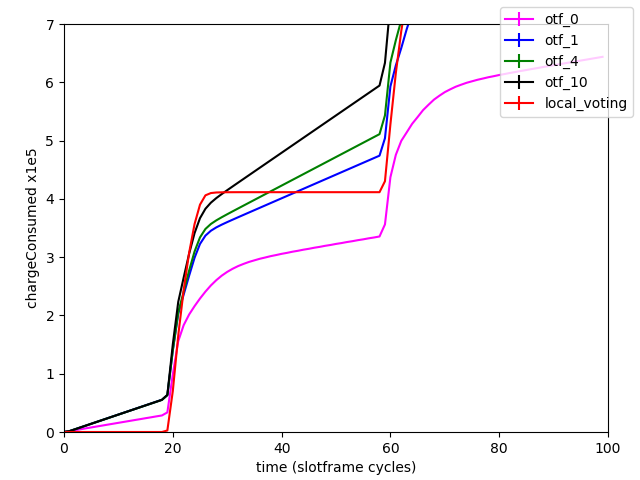 otf_0
otf_1
otf_4
otf_10
local_voting
7
6
5
4
3
2
1
0
chargeConsumed x1e5
0 20 40 60 80 100
time (slotframe cycles)